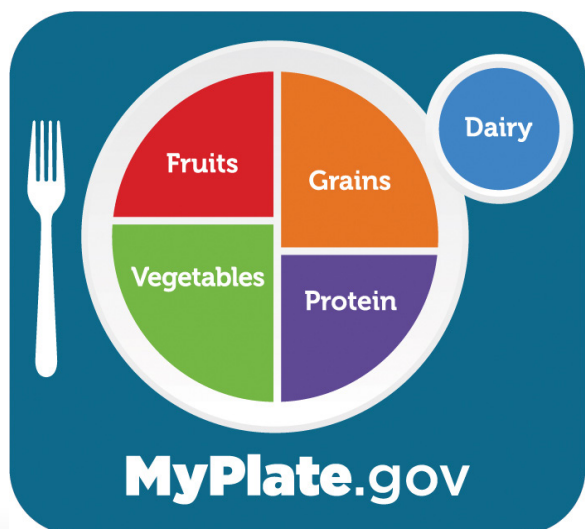 Dairy
Fruits
Grains
Vegetables
Protein
MyPlate.gov